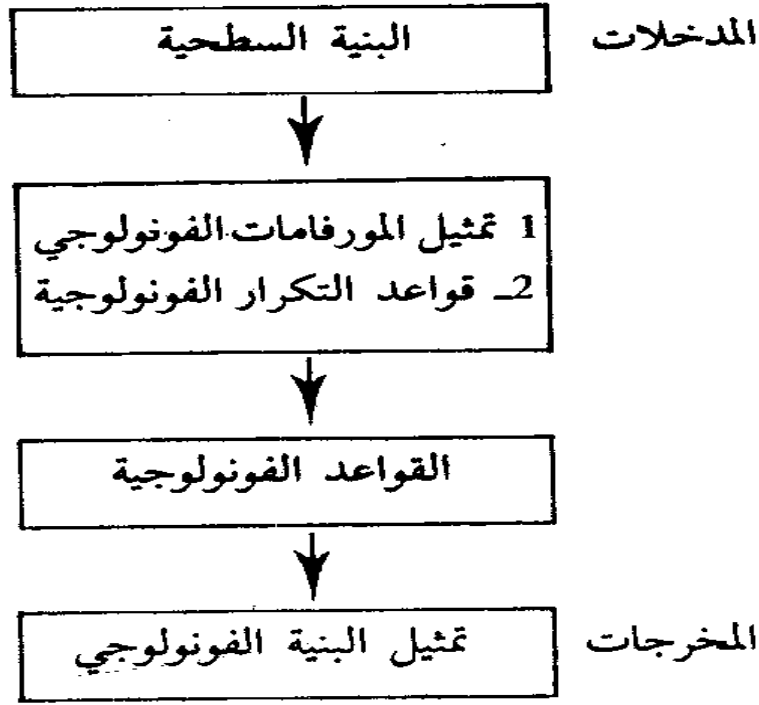 المدخلات البنية السطحية
1 تمثيل المورفامات الفونولوجي
2ـ قواعد التكرار الفونولوجية
القواعد الفونولوجية
المخرجات تمثيل البنية الفونولوجي